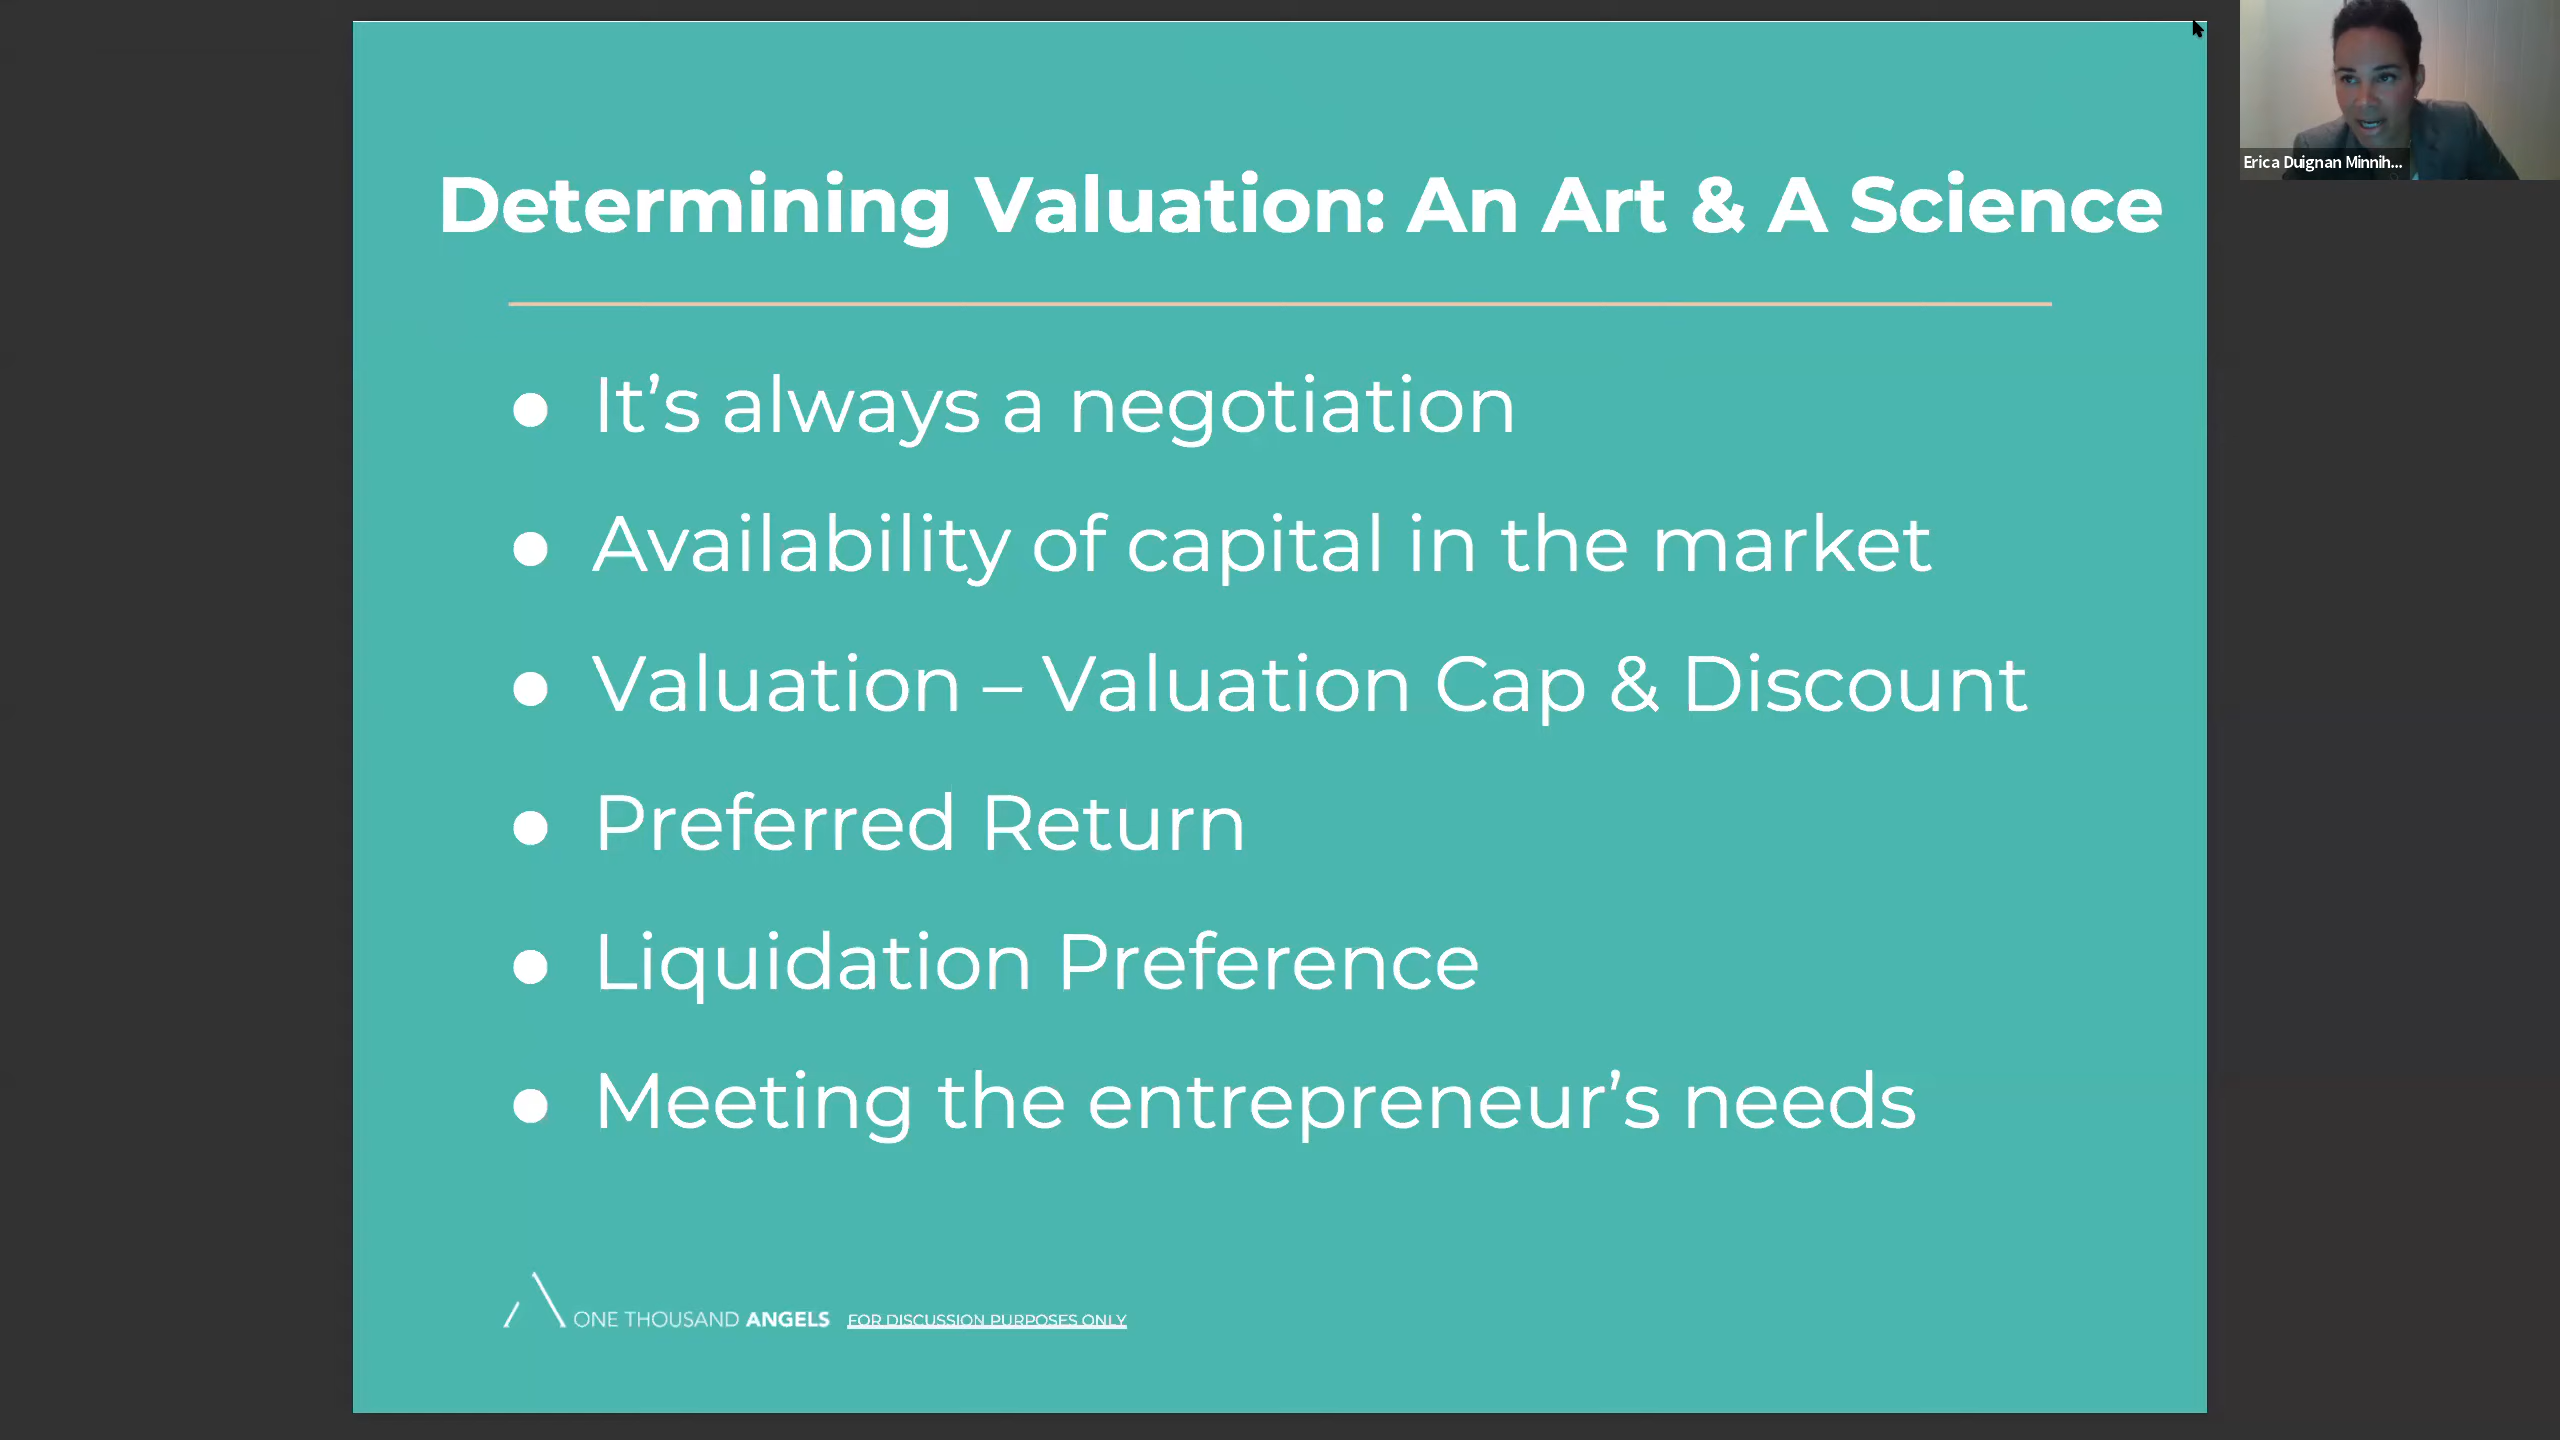 Determining Valuation: An Art & A Science
● It’s always a negotiation
● Availability of capital in the market
● Valuation – Valuation Cap & Discount
● Preferred Return
● Liquidation Preference
● Meeting the entrepreneur’s needs
ONE THOUSAND ANGELS FOR DISCUSSION PURPOSES ONLY
Erica Duignan Minnih...